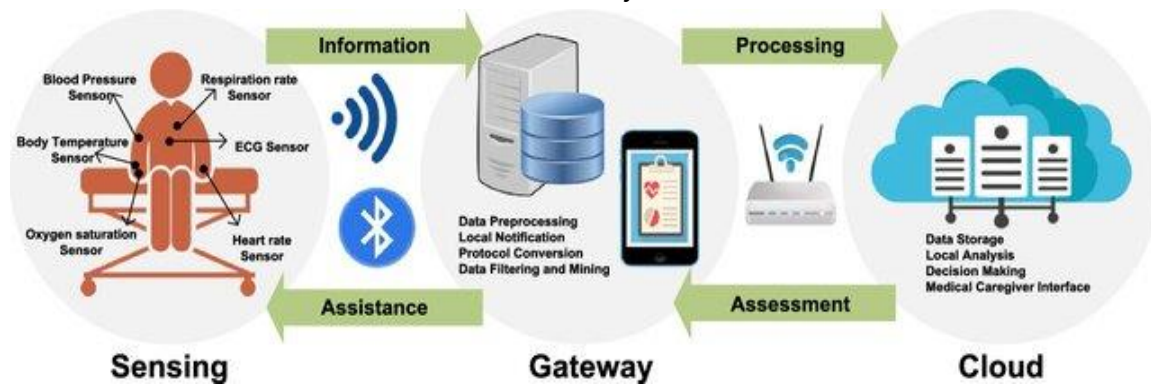 Information
Processing
Blood Pressure
Sensor
Respiration rate
Sensor
Body Temperature
Sensor
ECG Sensor
Oxygen saturation
Sensor
Heart rate
Sensor
Data Preprocessing
Local Notification
Protocol Conversion
Data Filtering and Mining
Data Storage
Local Analysis
Decision Making
Medical Caregiver Interface
Assistance
Assessment
Sensing
Gateway
Cloud